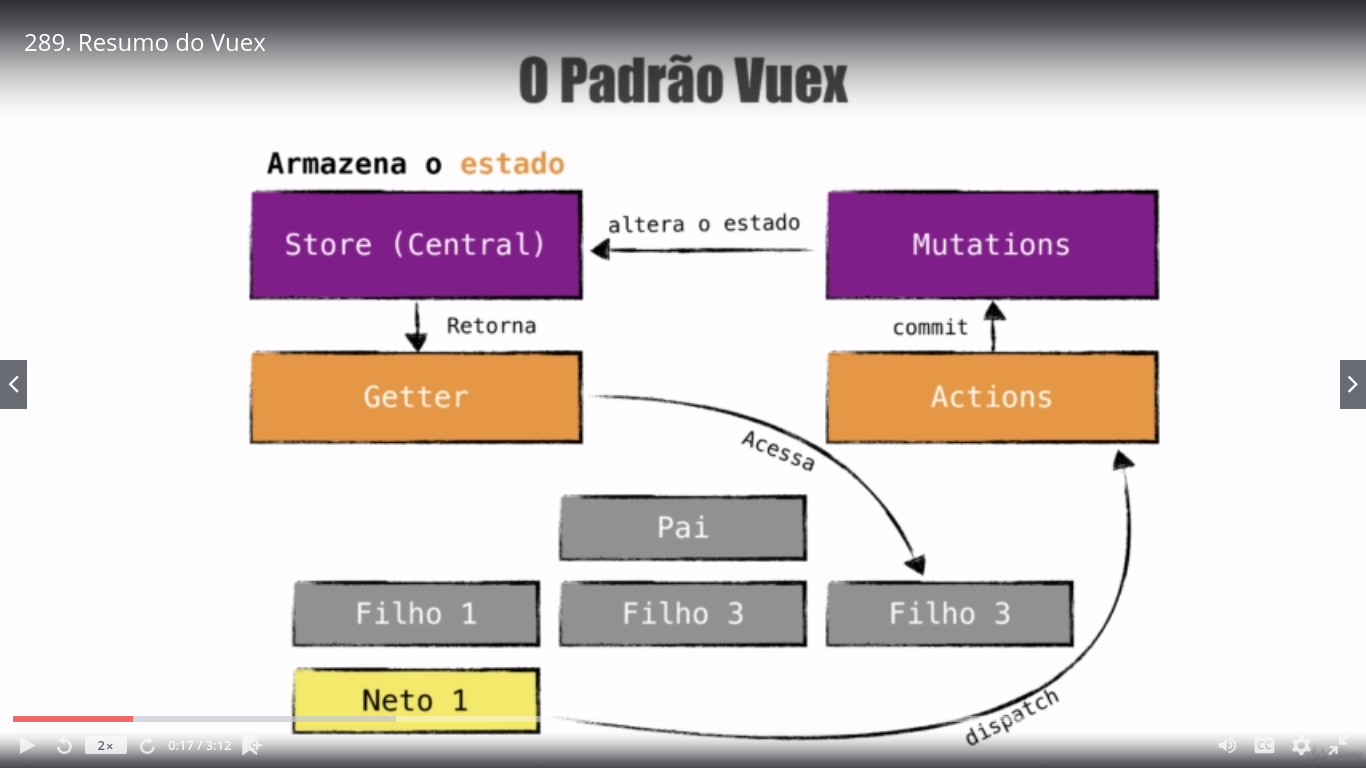 289. Resumo do Vuex
O Padrão Vuex
Armazena o estado
Store (Central)
altera o estado
Mutations
Retorna
commit
Getter
Actions
Acessa
Pai
Filho 1
Filho 3
Filho 3
Neto 1
dispatch
2×
0:17 / 3:12
CC